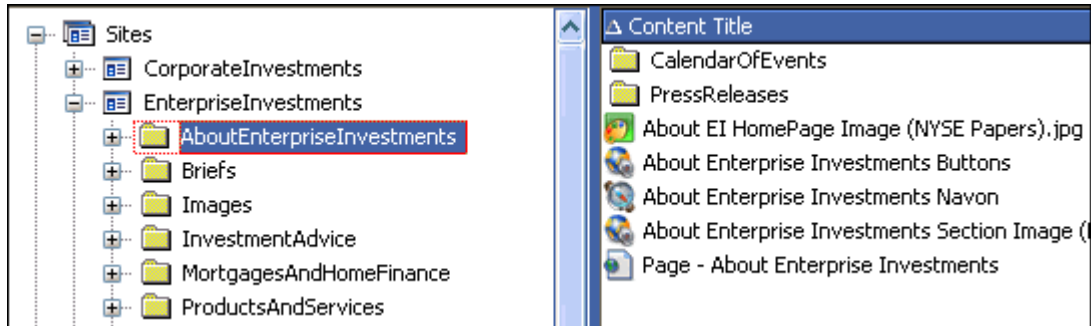 Sites
CorporateInvestments
EnterpriseInvestments
AboutEnterpriseInvestments
Briefs
Images
InvestmentAdvice
MortgagesAndHomeFinance
ProductsAndServices
Δ Content Title
CalendarOfEvents
PressReleases
About EI HomePage Image (NYSE Papers).jpg
About Enterprise Investments Buttons
About Enterprise Investments Navon
About Enterprise Investments Section Image (
Page - About Enterprise Investments